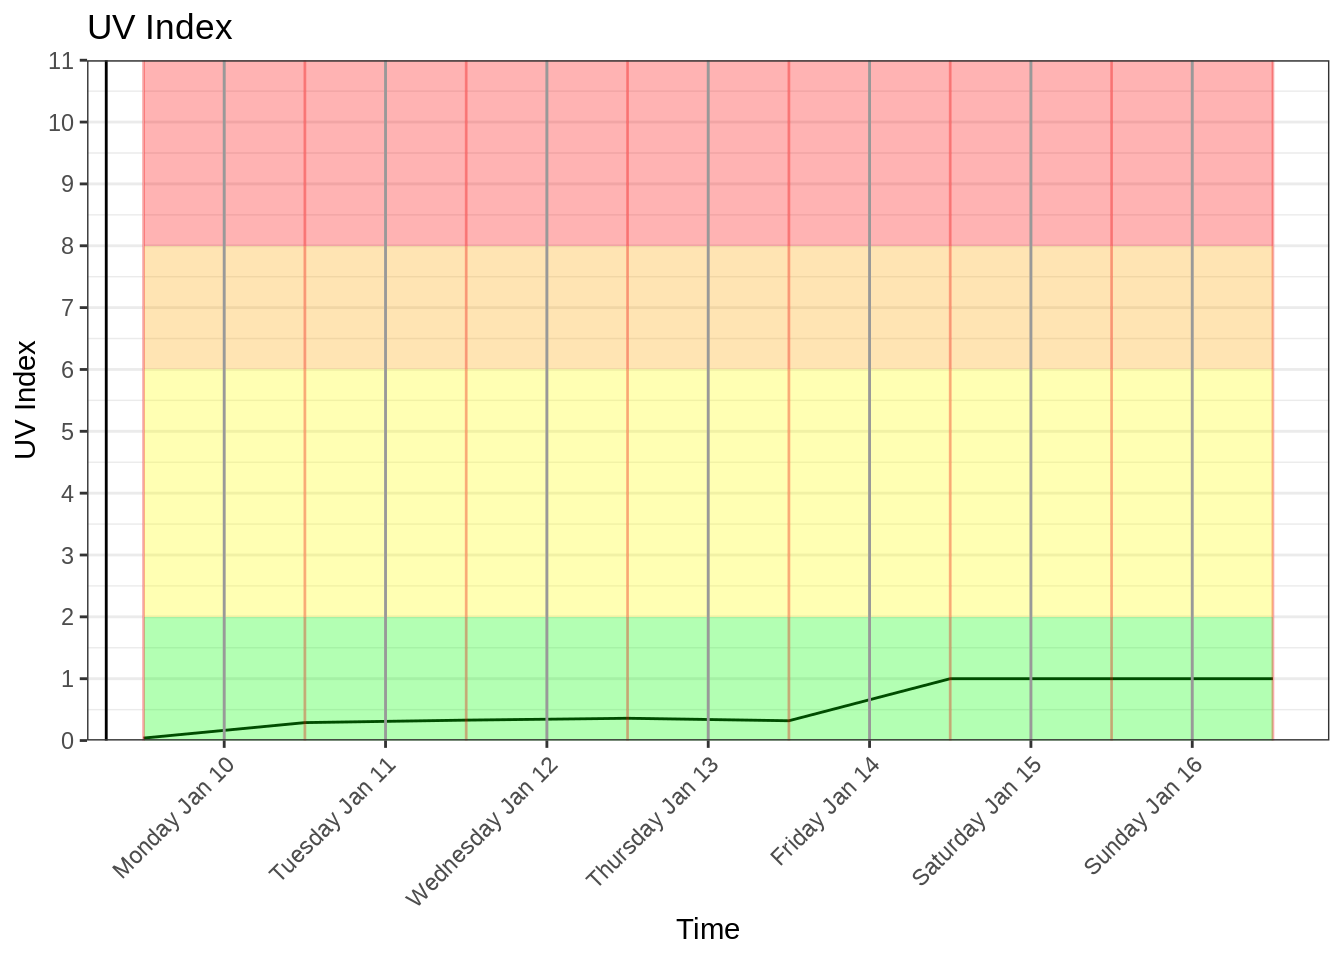 UV Index
11
10
9
8
7
6
5
4
3
2
1
0
UV Index
Monday Jan 10
Tuesday Jan 11
Wednesday Jan 12
Thursday Jan 13
Friday Jan 14
Saturday Jan 15
Sunday Jan 16
Time